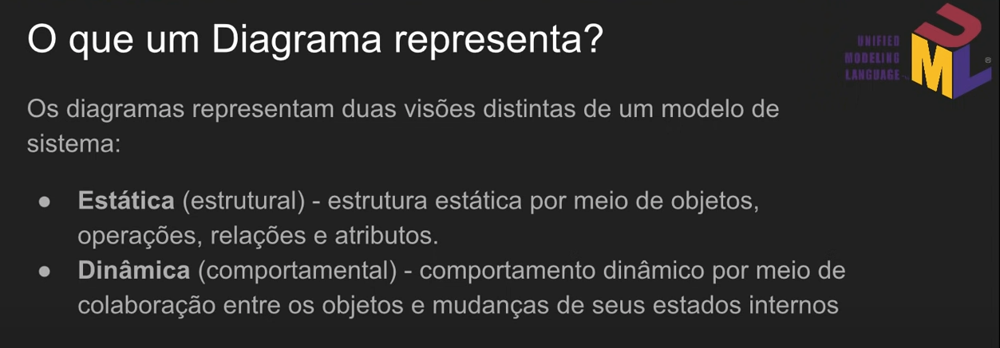 O que um Diagrama representa?
UNIFIED
MODELING
LANGUAGE
UML
®
Os diagramas representam duas visões distintas de um modelo de
sistema:
● Estática (estrutural) - estrutura estática por meio de objetos,
operações, relações e atributos.
● Dinâmica (comportamental) - comportamento dinâmico por meio de
colaboração entre os objetos e mudanças de seus estados internos